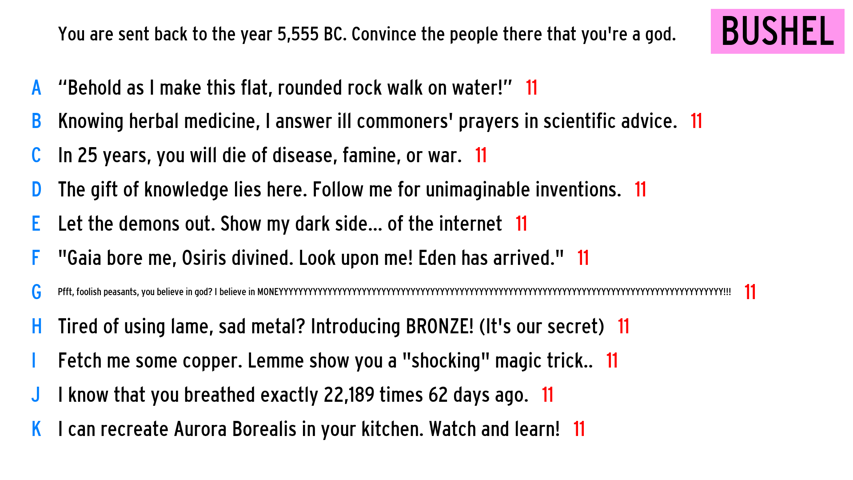 You are sent back to the year 5,555 BC. Convince the people there that you're a god.
BUSHEL
A “Behold as I make this flat, rounded rock walk on water!” 11
B Knowing herbal medicine, I answer ill commoners' prayers in scientific advice. 11
C In 25 years, you will die of disease, famine, or war. 11
D The gift of knowledge lies here. Follow me for unimaginable inventions. 11
E Let the demons out. Show my dark side... of the internet 11
F "Gaia bore me, Osiris divined. Look upon me! Eden has arrived." 11
G Pfft, foolish peasants, you believe in god? I believe in MONEYYYYYYYYYYYYYYYYYYYYYYYYYYYYYYYYYYYYYYYYYYYYYYYYYYYYYYYYYYYYYYYYYYYYYYYYYYYYYYYYYYYYYYYYYYYY!!! 11
H Tired of using lame, sad metal? Introducing BRONZE! (It's our secret) 11
I Fetch me some copper. Lemme show you a "shocking" magic trick.. 11
J I know that you breathed exactly 22,189 times 62 days ago. 11
K I can recreate Aurora Borealis in your kitchen. Watch and learn! 11